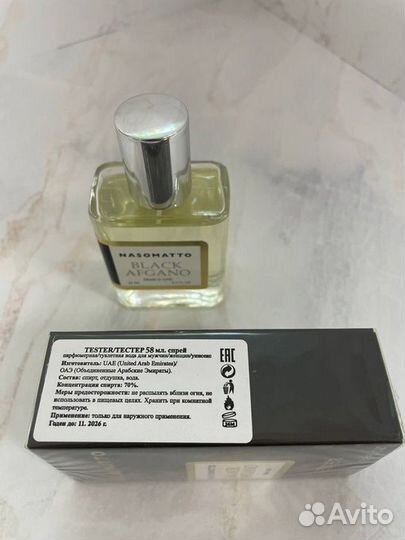 NASOMATTO
BLACK
AFGANO
TESTER/ТЕСТЕР 58 мл. спрей
парфюмерная/туалетная вода для мужчин/женщин/унисекс
Изготовитель: UAE (United Arab Emirates)/
ОАЭ (Объединенные Арабские Эмираты).
Состав: спирт, отдушка, вода.
Концентрация спирта: 70%.
Меры предосторожности: не распылять вблизи огня, не
использовать в пищевых целях. Хранить при комнатной
температуре.
Применение: только для наружного применения.
Годен до: 11. 2026 г.
EAC
Avito